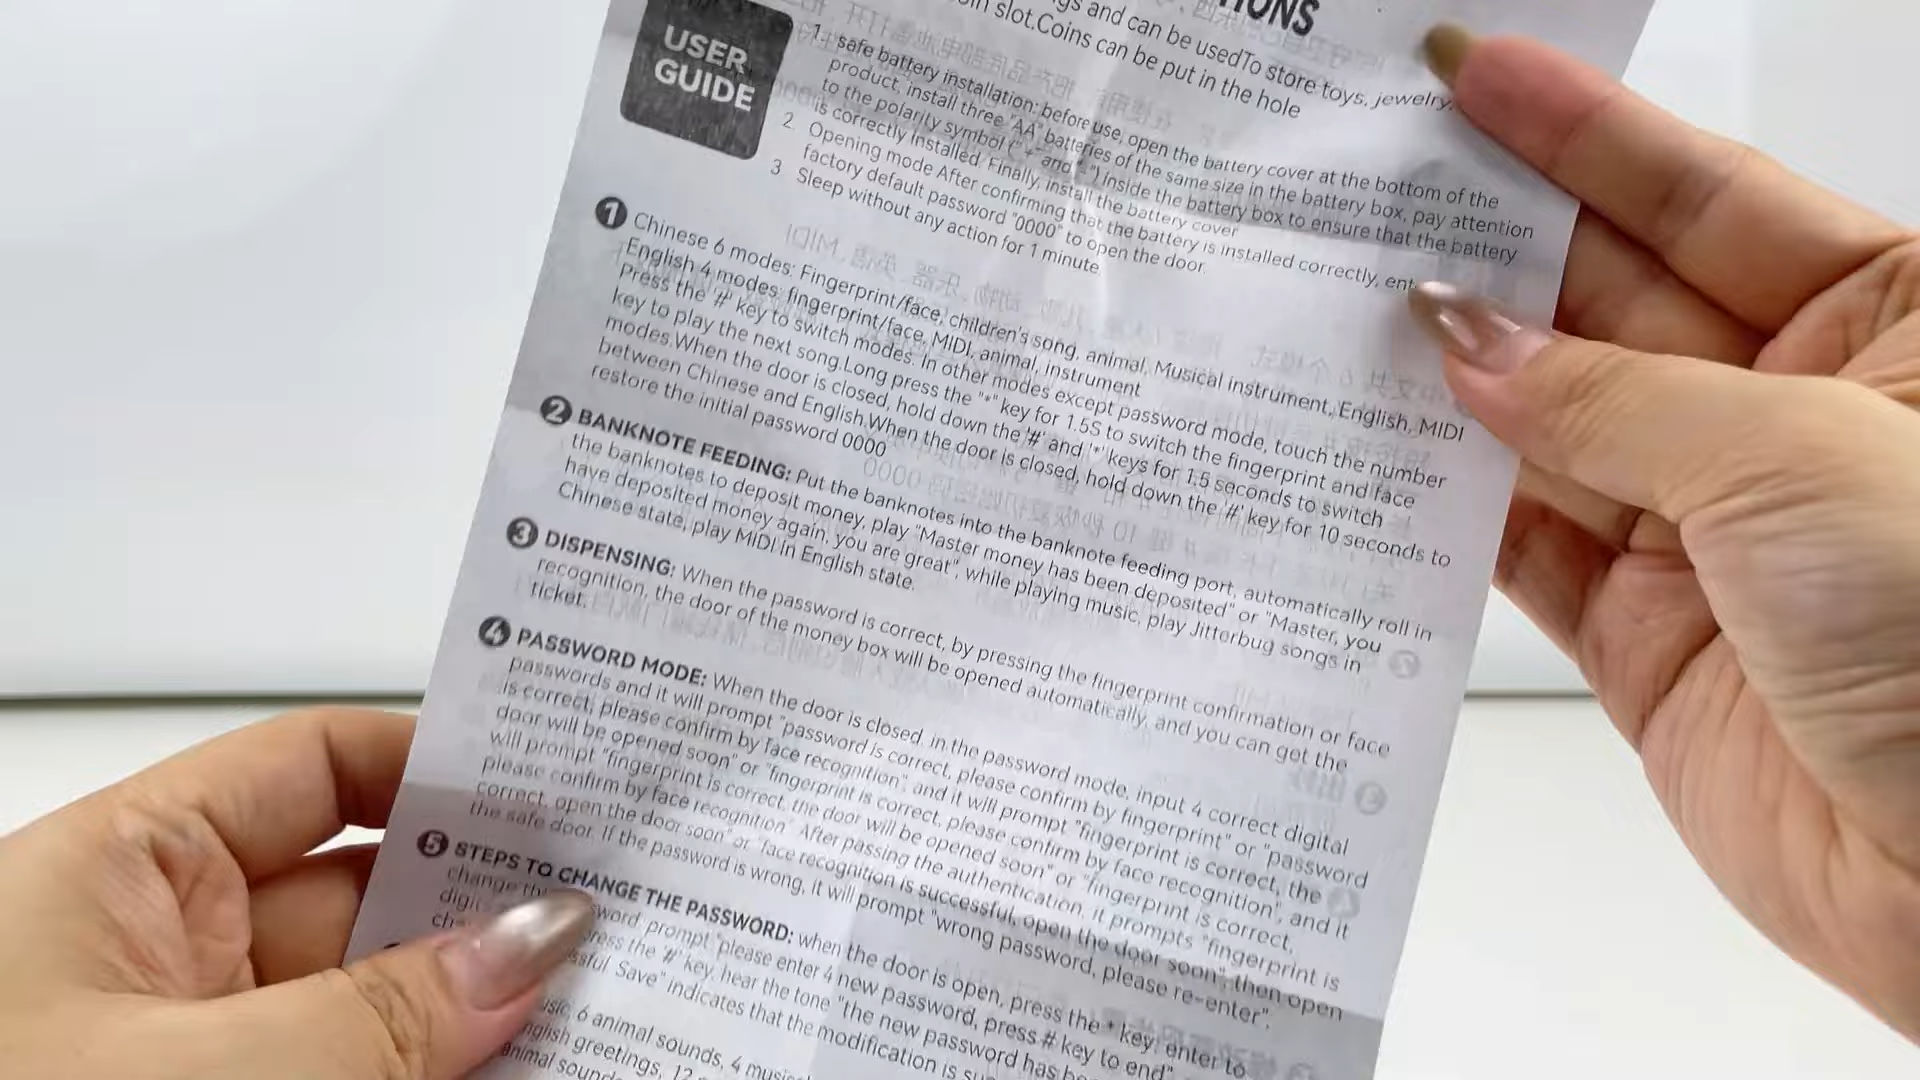 IONS
gs and can be usedTo store toys, jewelry,
in slot.Coins can be put in the hole
USER
GUIDE
1. safe battery installation: before use, open the battery cover at the bottom of the
product, install three "AA" batteries of the same size in the battery box, pay attention
to the polarity symbol ("+" and "-") inside the battery box to ensure that the battery
is correctly installed. Finally, install the battery cover
2 Opening mode After confirming that the battery is installed correctly, ent
factory default password "0000" to open the door.
3 Sleep without any action for 1 minute.
1 Chinese 6 modes: Fingerprint/face, children's song, animal, Musical instrument, English, MIDI
English 4 modes: fingerprint/face, MIDI, animal, instrument
Press the '#' key to switch modes. In other modes except password mode, touch the number
key to play the next song.Long press the "*" key for 1.5S to switch the fingerprint and face
modes.When the door is closed, hold down the '#' and '*' keys for 1.5 seconds to switch
between Chinese and English.When the door is closed, hold down the '#' key for 10 seconds to
restore the initial password 0000
2 BANKNOTE FEEDING: Put the banknotes into the banknote feeding port, automatically roll in
the banknotes to deposit money, play "Master money has been deposited" or "Master, you
have deposited money again, you are great", while playing music, play Jitterbug songs in
Chinese state, play MIDI in English state.
3 DISPENSING: When the password is correct, by pressing the fingerprint confirmation or face
recognition, the door of the money box will be opened automatically, and you can get the
ticket.
4 PASSWORD MODE: When the door is closed, in the password mode, input 4 correct digital
passwords and it will prompt "password is correct, please confirm by fingerprint" or "password
is correct, please confirm by face recognition", and it will prompt "fingerprint is correct, the
door will be opened soon" or "fingerprint is correct, please confirm by face recognition", and it
will prompt "fingerprint is correct, the door will be opened soon" or "fingerprint is correct,
please confirm by face recognition" After passing the authentication, it prompts "fingerprint is
correct, open the door soon" or "face recognition is successful, open the door soon", then open
the safe door. If the password is wrong, it will prompt "wrong password, please re-enter".
5 STEPS TO CHANGE THE PASSWORD: when the door is open, press the * key, enter to
change th sword, prompt "please enter 4 new password, press # key to end"
digi ress the '#' key, hear the tone "the new password has be
ch ssful Save" indicates that the modification is su
usic, 6 animal sounds, 4 music
nglish greetings, 12
animal sound